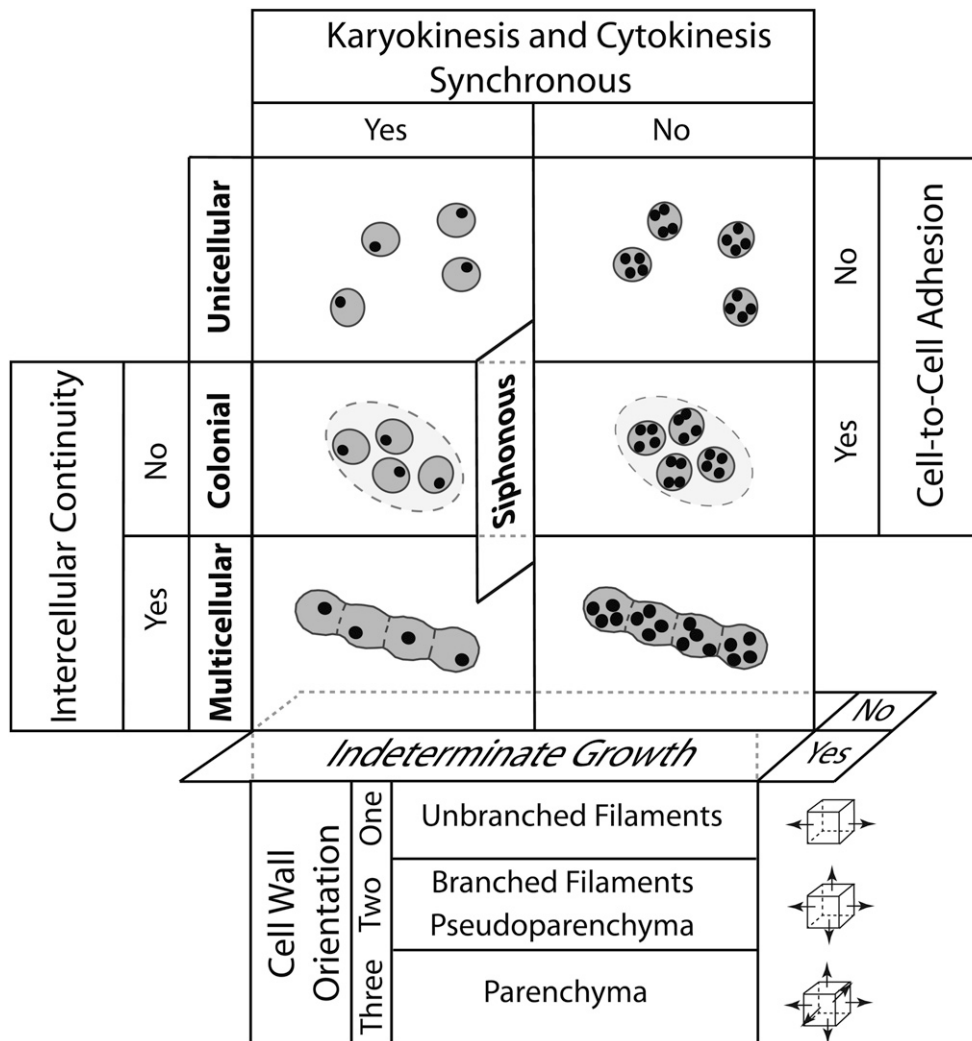 Karyokinesis and Cytokinesis
Synchronous
Yes
No
Unicellular
No
Cell-to-Cell Adhesion
Intercellular Continuity
No
Colonial
Siphonous
Yes
Yes
Multicellular
No
Indeterminate Growth
Yes
Cell Wall
Orientation
One
Unbranched Filaments
Two
Branched Filaments
Pseudoparenchyma
Three
Parenchyma